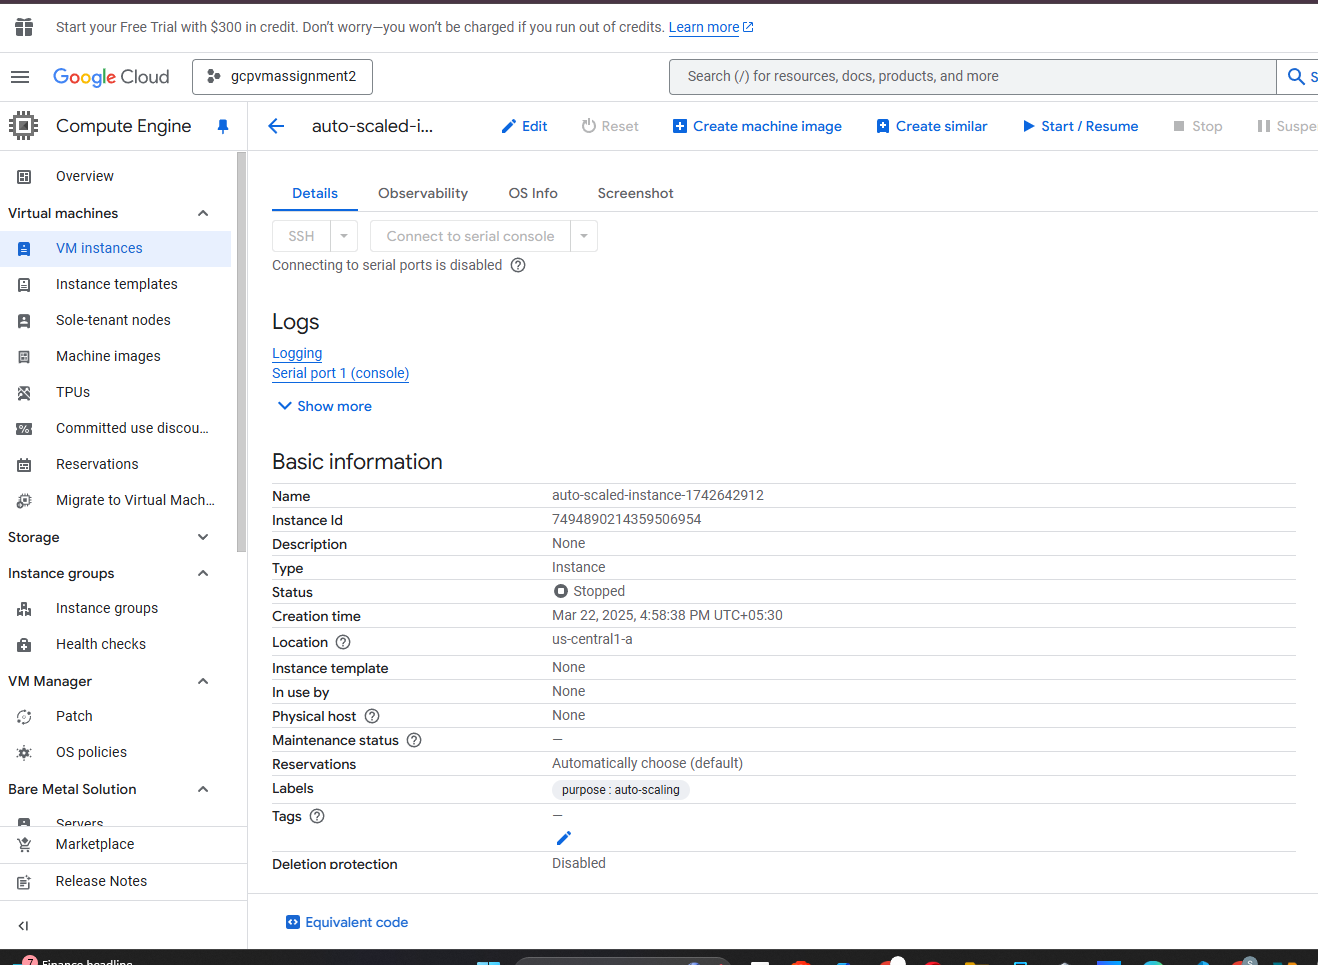 Start your Free Trial with $300 in credit. Don't worry—you won't be charged if you run out of credits. Learn more
Google Cloud
gcpvmassignment2
Search (/) for resources, docs, products, and more
S
Compute Engine
auto-scaled-i...
Edit
Reset
Create machine image
Create similar
Start / Resume
Stop
Suspe
Overview
Virtual machines
VM instances
Instance templates
Sole-tenant nodes
Machine images
TPUs
Committed use discou...
Reservations
Migrate to Virtual Mach...
Storage
Instance groups
Instance groups
Health checks
VM Manager
Patch
OS policies
Bare Metal Solution
Servers
Marketplace
Release Notes
Details
Observability
OS Info
Screenshot
SSH
Connect to serial console
Connecting to serial ports is disabled
Logs
Logging
Serial port 1 (console)
Show more
Basic information
Name auto-scaled-instance-1742642912
Instance Id 7494890214359506954
Description None
Type Instance
Status Stopped
Creation time Mar 22, 2025, 4:58:38 PM UTC+05:30
Location us-central1-a
Instance template None
In use by None
Physical host None
Maintenance status —
Reservations Automatically choose (default)
Labels purpose : auto-scaling
Tags —
Deletion protection Disabled
Equivalent code
7
Finance headline
S